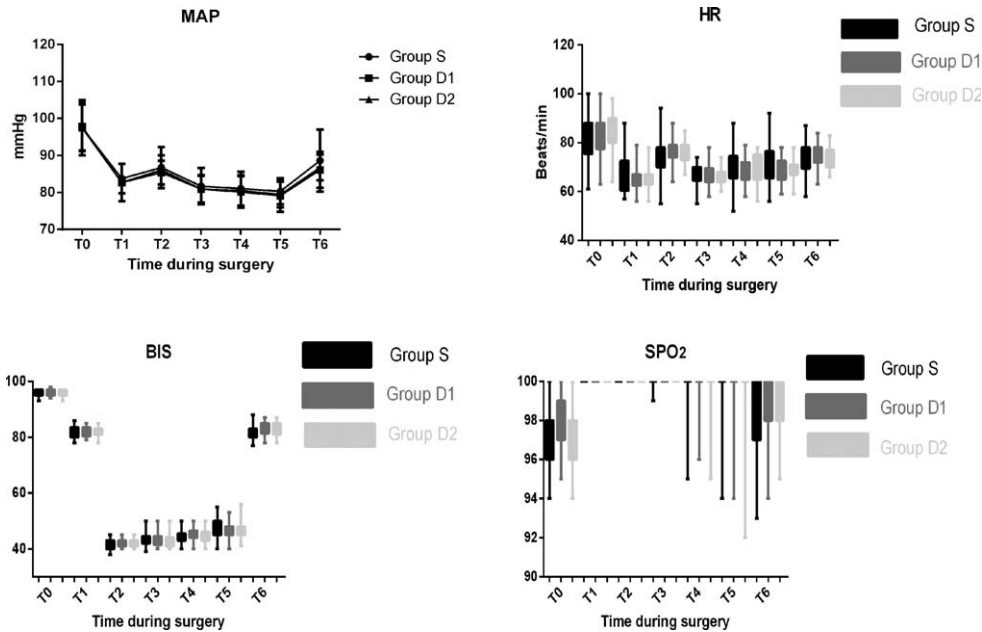 MAP
120
110
100
90
80
70
mmHg
T0 T1 T2 T3 T4 T5 T6
Time during surgery
Group S
Group D1
Group D2
HR
120
100
80
60
40
Beats/min
T0 T1 T2 T3 T4 T5 T6
Time during surgery
Group S
Group D1
Group D2
BIS
100
80
60
40
T0 T1 T2 T3 T4 T5 T6
Time during surgery
Group S
Group D1
Group D2
SPO2
100
98
96
94
92
90
T0 T1 T2 T3 T4 T5 T6
Time during surgery
Group S
Group D1
Group D2